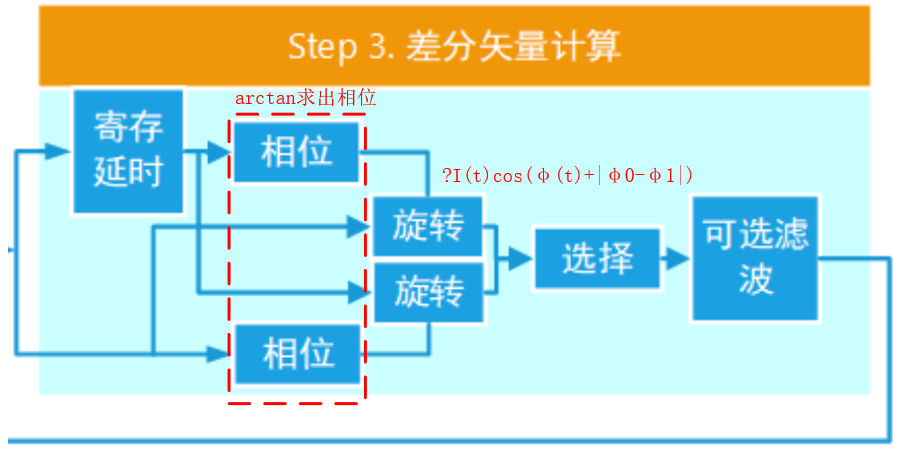 Step 3. 差分矢量计算
arctan求出相位
寄存
延时
相位
?I(t)cos(φ(t)+|φ0-φ1|)
旋转
选择
可选滤
波
旋转
相位